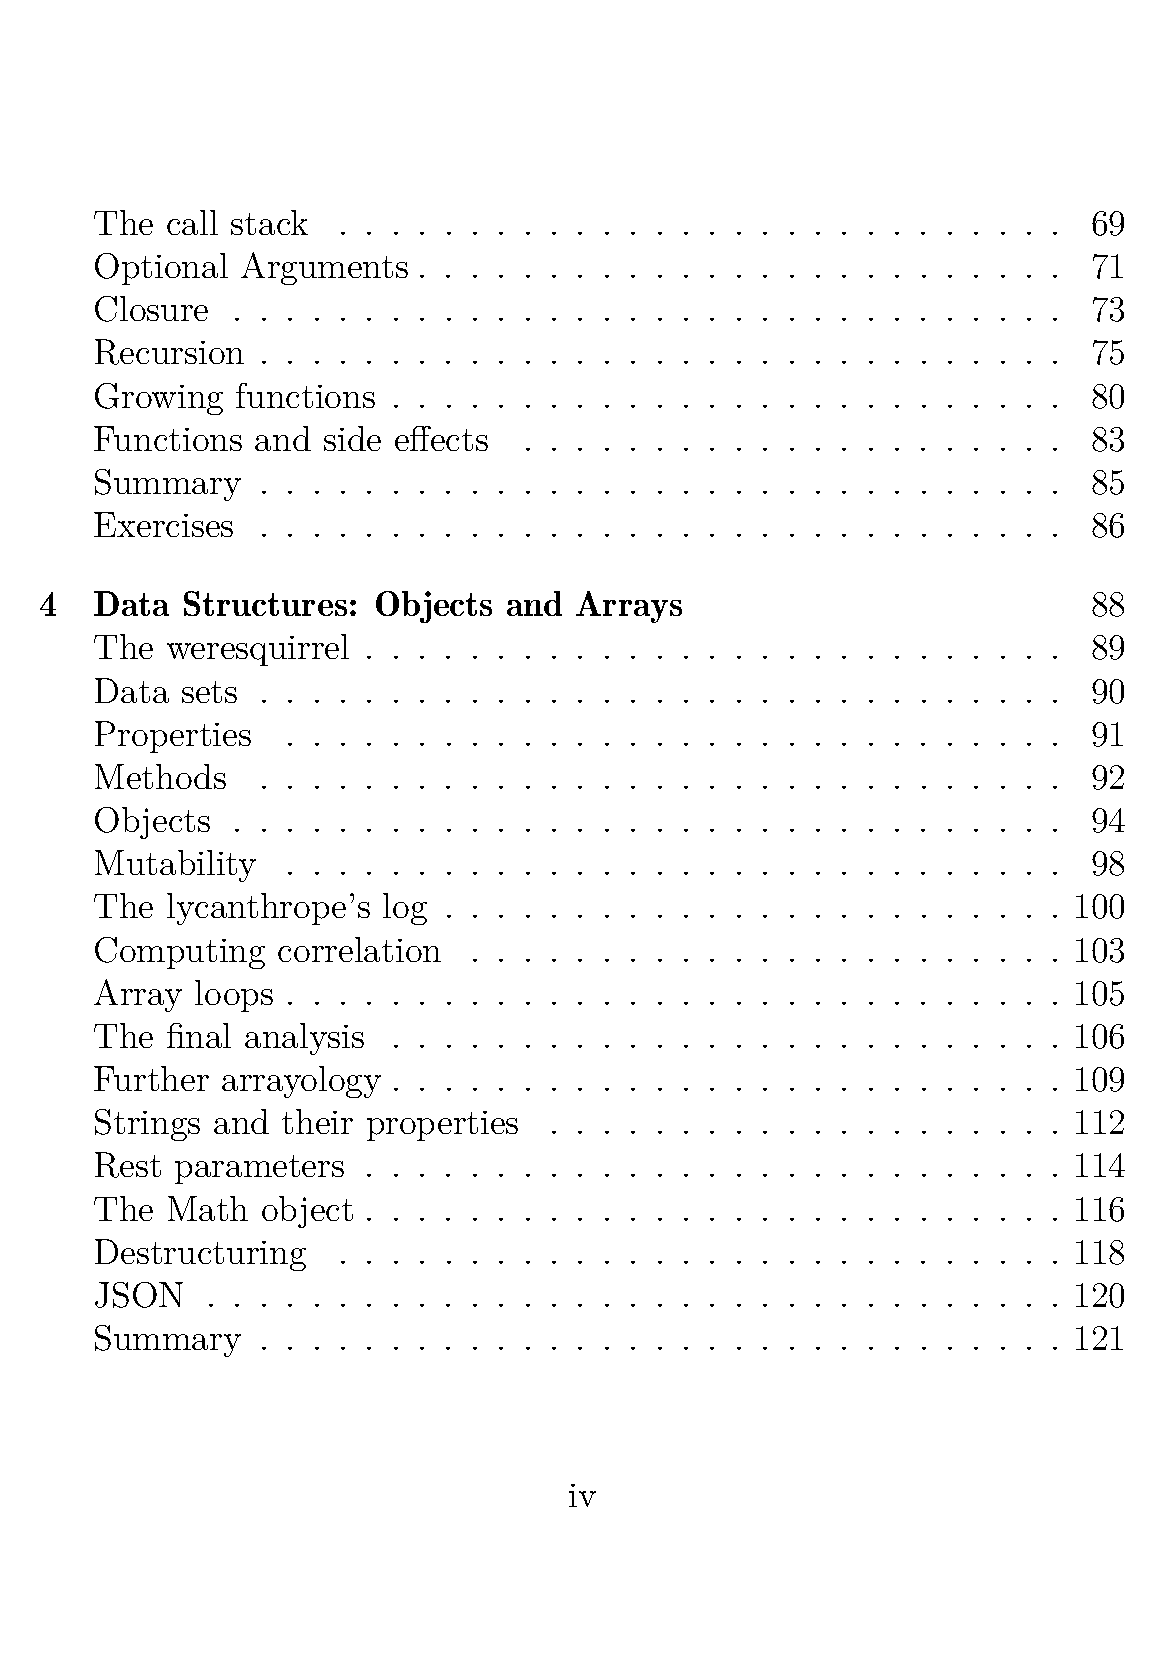 The call stack . . . . . . . . . . . . . . . . . . . . . . . . . . . . 69
Optional Arguments . . . . . . . . . . . . . . . . . . . . . . . . . 71
Closure . . . . . . . . . . . . . . . . . . . . . . . . . . . . . . . . 73
Recursion . . . . . . . . . . . . . . . . . . . . . . . . . . . . . . . 75
Growing functions . . . . . . . . . . . . . . . . . . . . . . . . . . 80
Functions and side effects . . . . . . . . . . . . . . . . . . . . . 83
Summary . . . . . . . . . . . . . . . . . . . . . . . . . . . . . . . 85
Exercises . . . . . . . . . . . . . . . . . . . . . . . . . . . . . . . 86
4 Data Structures: Objects and Arrays 88
The weresquirrel . . . . . . . . . . . . . . . . . . . . . . . . . . . 89
Data sets . . . . . . . . . . . . . . . . . . . . . . . . . . . . . . . 90
Properties . . . . . . . . . . . . . . . . . . . . . . . . . . . . . . 91
Methods . . . . . . . . . . . . . . . . . . . . . . . . . . . . . . . 92
Objects . . . . . . . . . . . . . . . . . . . . . . . . . . . . . . . . 94
Mutability . . . . . . . . . . . . . . . . . . . . . . . . . . . . . . 98
The lycanthrope's log . . . . . . . . . . . . . . . . . . . . . . . . 100
Computing correlation . . . . . . . . . . . . . . . . . . . . . . . 103
Array loops . . . . . . . . . . . . . . . . . . . . . . . . . . . . . . 105
The final analysis . . . . . . . . . . . . . . . . . . . . . . . . . . 106
Further arrayology . . . . . . . . . . . . . . . . . . . . . . . . . . 109
Strings and their properties . . . . . . . . . . . . . . . . . . . . 112
Rest parameters . . . . . . . . . . . . . . . . . . . . . . . . . . . 114
The Math object . . . . . . . . . . . . . . . . . . . . . . . . . . . 116
Destructuring . . . . . . . . . . . . . . . . . . . . . . . . . . . . 118
JSON . . . . . . . . . . . . . . . . . . . . . . . . . . . . . . . . . 120
Summary . . . . . . . . . . . . . . . . . . . . . . . . . . . . . . . 121
iv